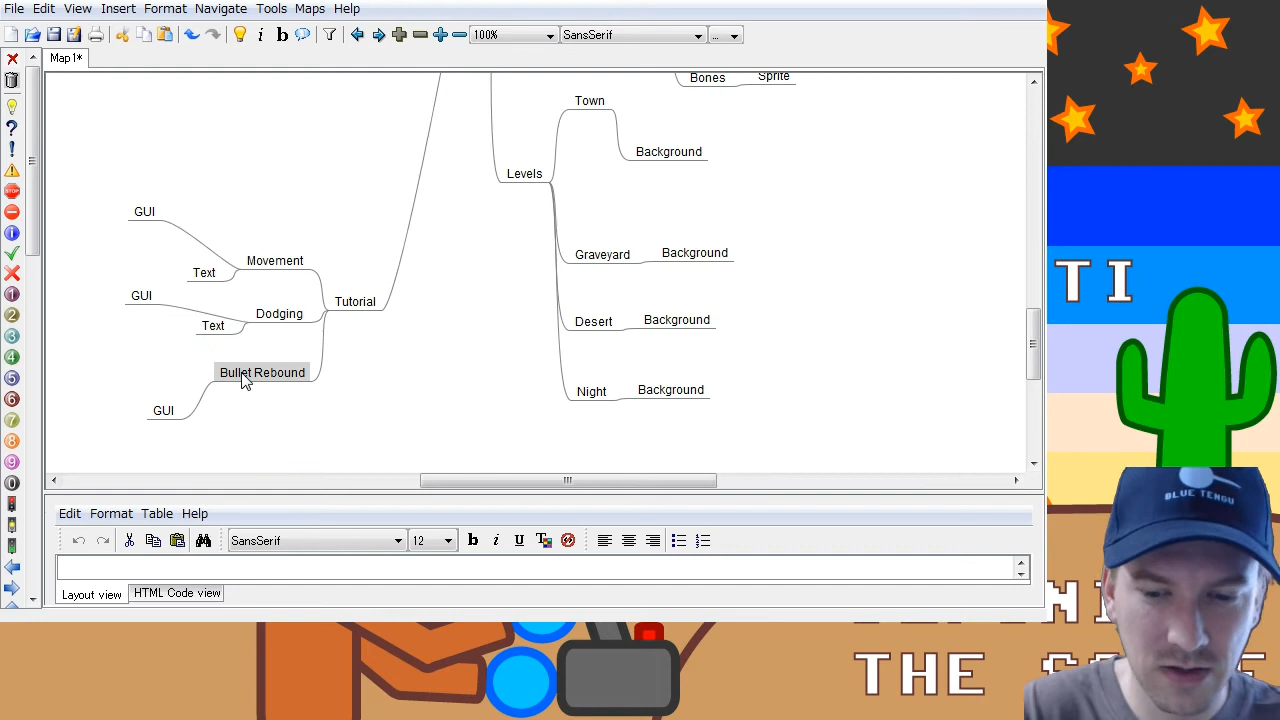 File Edit View Insert Format Navigate Tools Maps Help
100% SansSerif ...
Map1*
Bones Sprite
Town
Background
Levels
GUI
Graveyard Background
Movement
Text
GUI
Tutorial
Dodging
Desert Background
Text
Bullet Rebound
Night Background
GUI
Edit Format Table Help
SansSerif 12
Layout view HTML Code view
TI
BLUE TENGU
THE